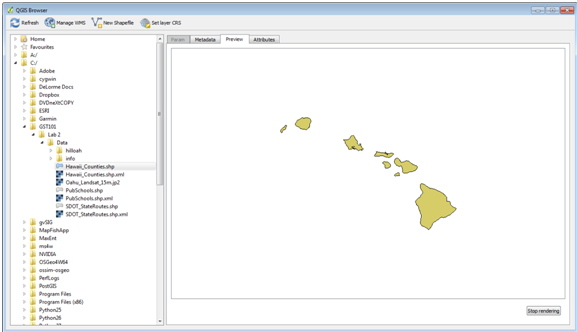 QGIS Browser
Refresh Manage WMS New Shapefile Set layer CRS
Param Metadata Preview Attributes
Home
Favourites
A:/
C:/
Adobe
cygwin
DeLorme Docs
Dropbox
DVDneXtCOPY
ESRI
Garmin
GST101
Lab 2
Data
hilloah
info
Hawaii_Counties.shp
Hawaii_Counties.shp.xml
Oahu_Landsat_15m.jp2
PubSchools.shp
PubSchools.shp.xml
SDOT_StateRoutes.shp
SDOT_StateRoutes.shp.xml
gvSIG
MapFishApp
MaxEnt
ms4w
NVIDIA
OSGeo4W64
ossim-osgeo
PerfLogs
PostGIS
Program Files
Program Files (x86)
Python25
Python26
Stop rendering